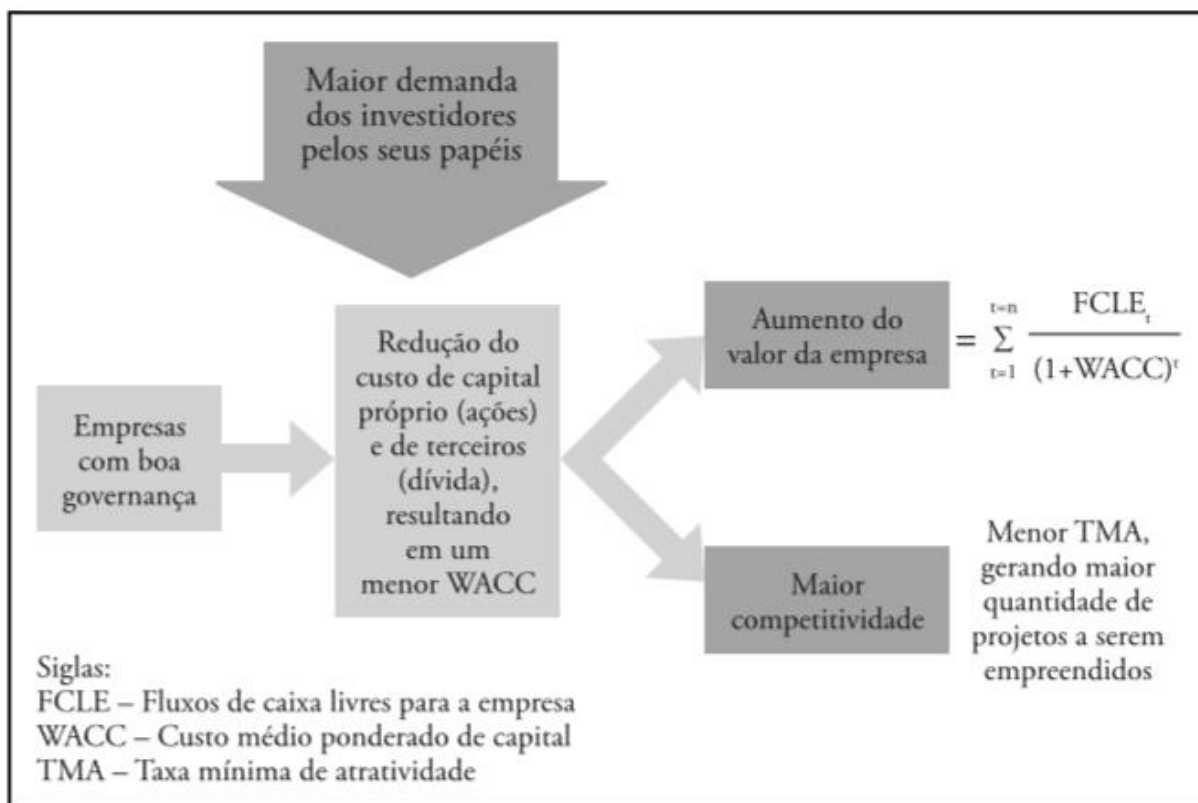 Maior demanda
dos investidores
pelos seus papéis
Empresas
com boa
governança
Redução do
custo de capital
próprio (ações)
e de terceiros
(dívida),
resultando
em um
menor WACC
Aumento do
valor da empresa
= t=n Σ t=1 FCLEₜ / (1+WACC)ᵗ
Maior
competitividade
Menor TMA,
gerando maior
quantidade de
projetos a serem
empreendidos
Siglas:
FCLE – Fluxos de caixa livres para a empresa
WACC – Custo médio ponderado de capital
TMA – Taxa mínima de atratividade